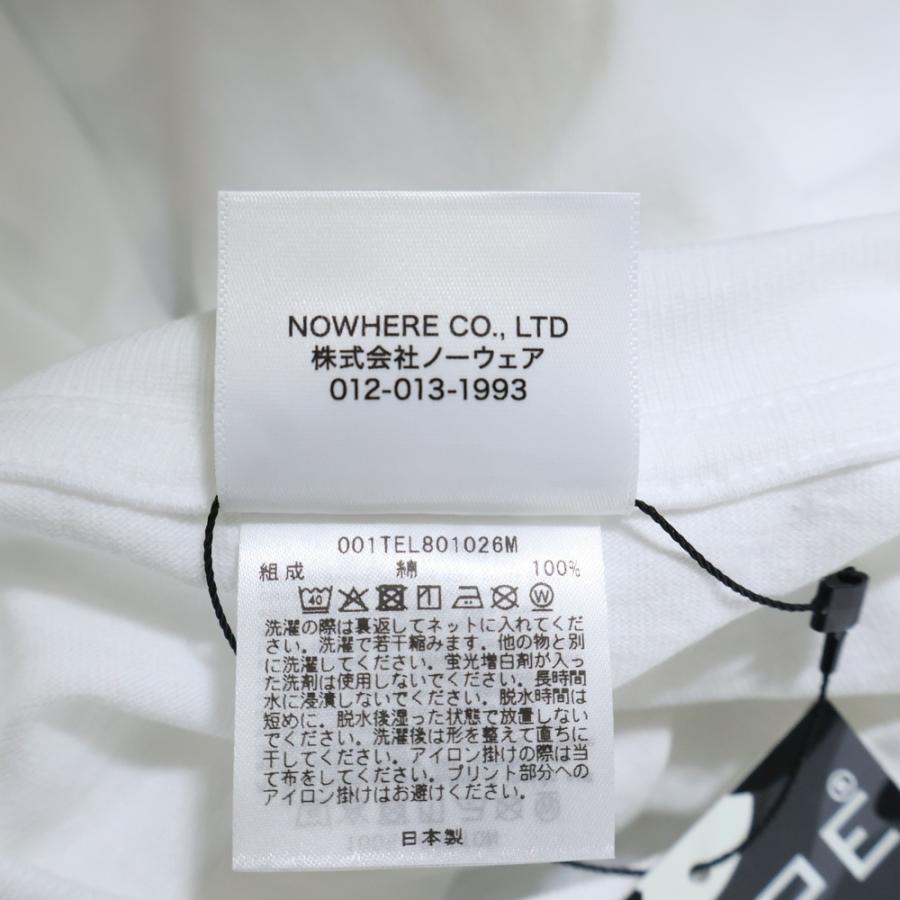 NOWHERE CO., LTD
株式会社ノーウェア
012-013-1993
001TEL801026M
組成 綿 100%
40 W
洗濯の際は裏返してネットに入れてくだ
さい。洗濯で若干縮みます。他の物と別
に洗濯してください。蛍光増白剤が入っ
た洗剤は使用しないでください。長時間
水に浸漬しないでください。脱水時間は
短めに。脱水後湿った状態で放置しない
でください。洗濯後は形を整えて直ちに
干してください。アイロン掛けの際は当
て布をしてください。プリント部分への
アイロン掛けはお避けください。
日本製
PE®